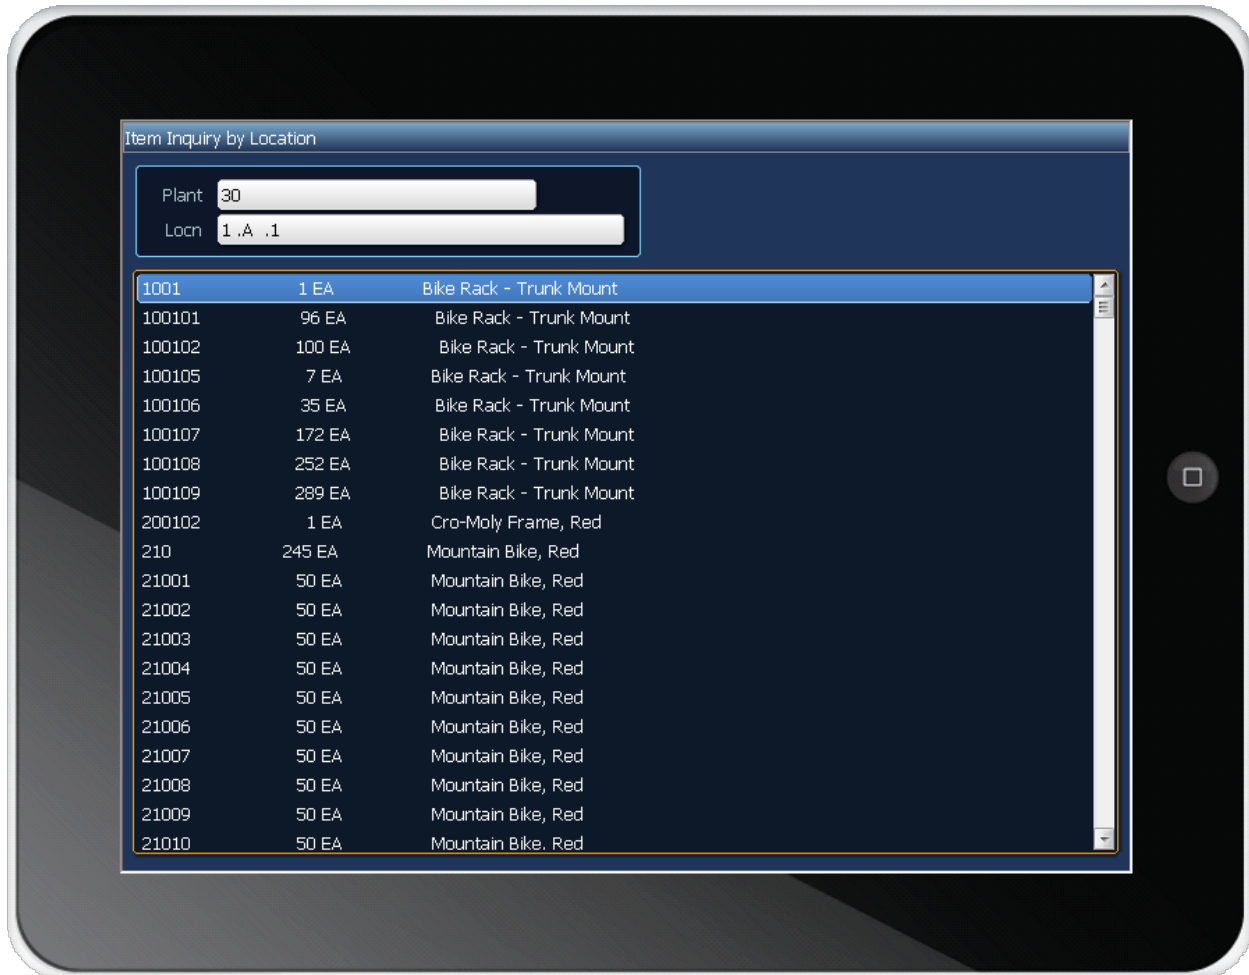 Item Inquiry by Location
Plant 30
Locn 1 .A .1
1001 1 EA Bike Rack - Trunk Mount
100101 96 EA Bike Rack - Trunk Mount
100102 100 EA Bike Rack - Trunk Mount
100105 7 EA Bike Rack - Trunk Mount
100106 35 EA Bike Rack - Trunk Mount
100107 172 EA Bike Rack - Trunk Mount
100108 252 EA Bike Rack - Trunk Mount
100109 289 EA Bike Rack - Trunk Mount
200102 1 EA Cro-Moly Frame, Red
210 245 EA Mountain Bike, Red
21001 50 EA Mountain Bike, Red
21002 50 EA Mountain Bike, Red
21003 50 EA Mountain Bike, Red
21004 50 EA Mountain Bike, Red
21005 50 EA Mountain Bike, Red
21006 50 EA Mountain Bike, Red
21007 50 EA Mountain Bike, Red
21008 50 EA Mountain Bike, Red
21009 50 EA Mountain Bike, Red
21010 50 EA Mountain Bike, Red